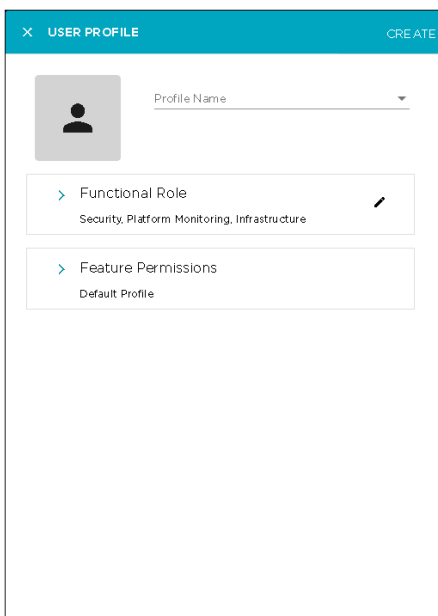 USER PROFILE
CREATE
Profile Name
Functional Role
Security, Platform Monitoring, Infrastructure
Feature Permissions
Default Profile